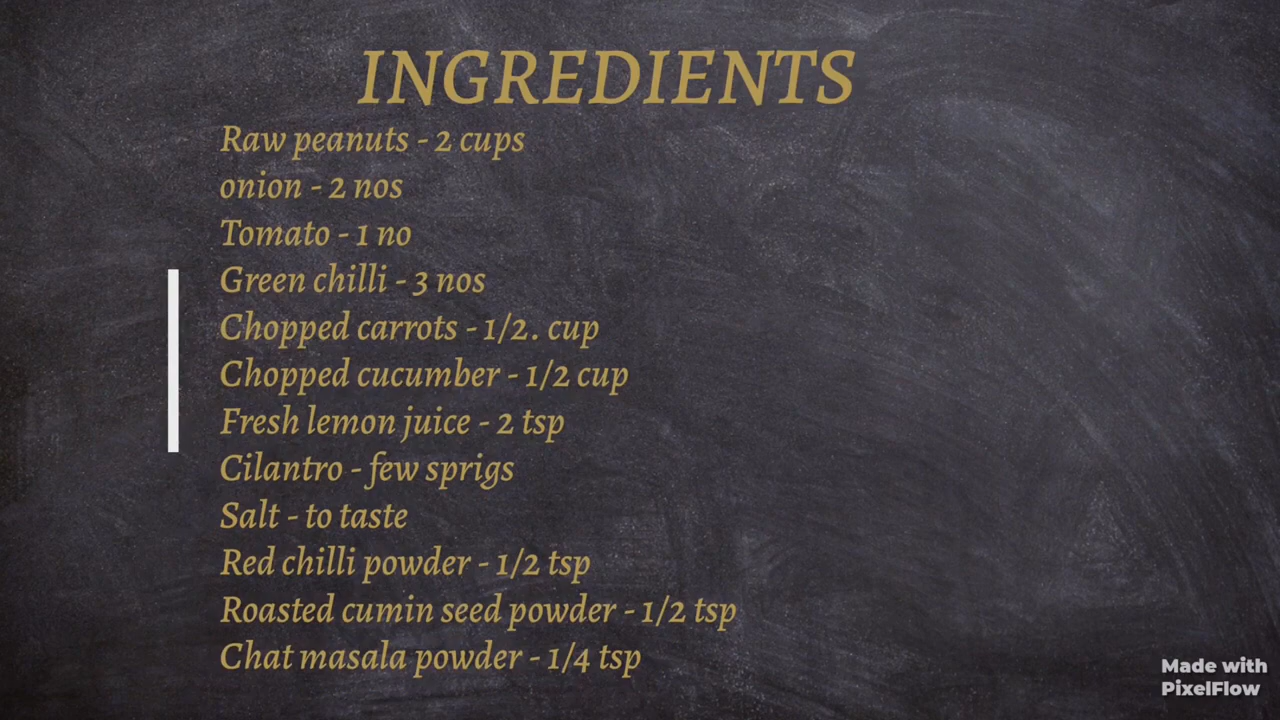 INGREDIENTS
Raw peanuts - 2 cups
onion - 2 nos
Tomato - 1 no
Green chilli - 3 nos
Chopped carrots - 1/2. cup
Chopped cucumber - 1/2 cup
Fresh lemon juice - 2 tsp
Cilantro - few sprigs
Salt - to taste
Red chilli powder - 1/2 tsp
Roasted cumin seed powder - 1/2 tsp
Chat masala powder - 1/4 tsp
Made with
PixelFlow